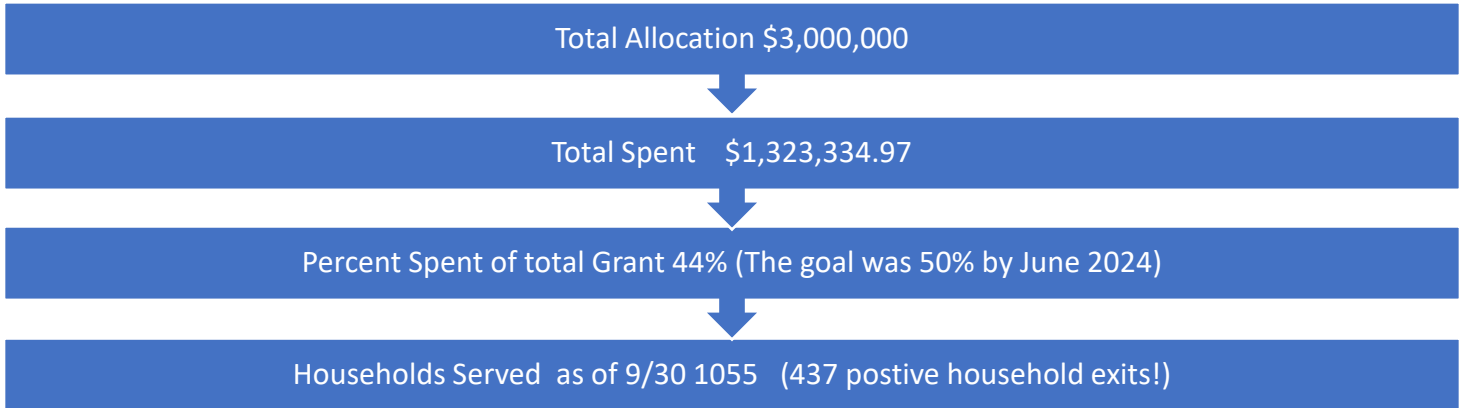 Total Allocation $3,000,000
Total Spent $1,323,334.97
Percent Spent of total Grant 44% (The goal was 50% by June 2024)
Households Served as of 9/30 1055 (437 postive household exits!)